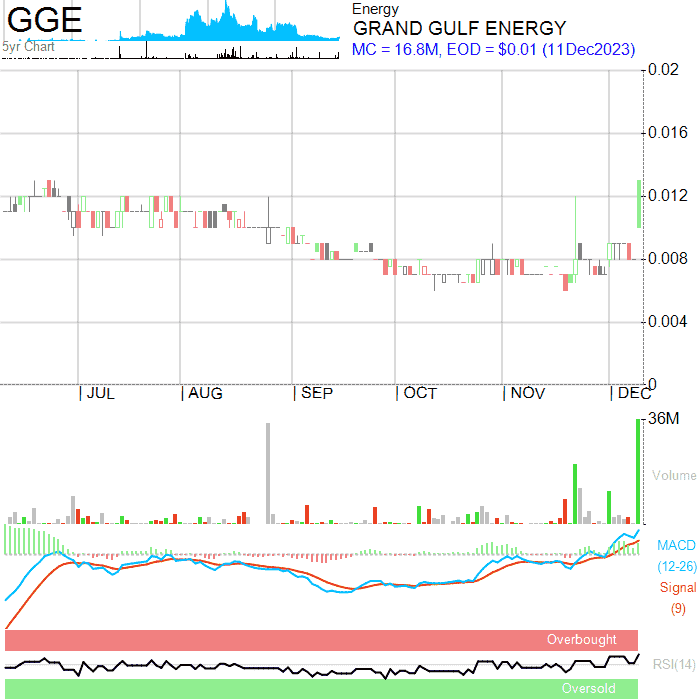 GGE
5yr Chart
Energy
GRAND GULF ENERGY
MC = 16.8M, EOD = $0.01 (11Dec2023)
0.02
0.016
0.012
0.008
0.004
0
| JUL | AUG | SEP | OCT | NOV | DEC
36M
Volume
MACD
(12-26)
Signal
(9)
Overbought
RSI(14)
Oversold